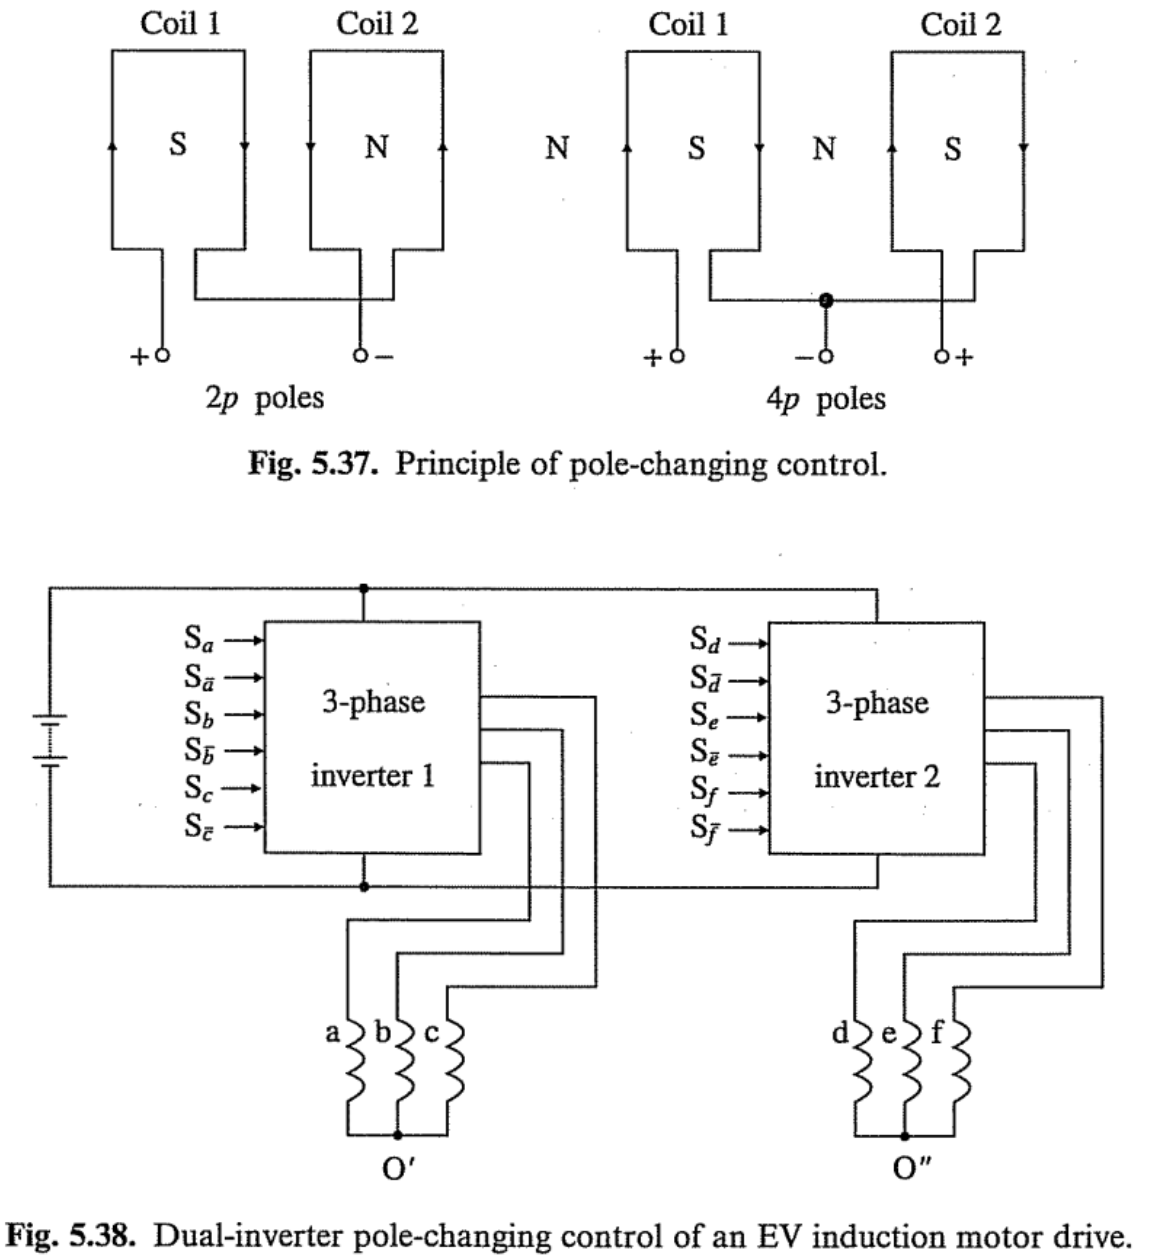 Coil 1 Coil 2 Coil 1 Coil 2
S N N S N S
+ − + − +
2p poles 4p poles
Fig. 5.37. Principle of pole-changing control.
Sa Sd
Sā Sd̄
Sb 3-phase Se 3-phase
Sb̄ Sē
Sc inverter 1 Sf inverter 2
Sc̄ Sf̄
a b c d e f
O′ O″
Fig. 5.38. Dual-inverter pole-changing control of an EV induction motor drive.